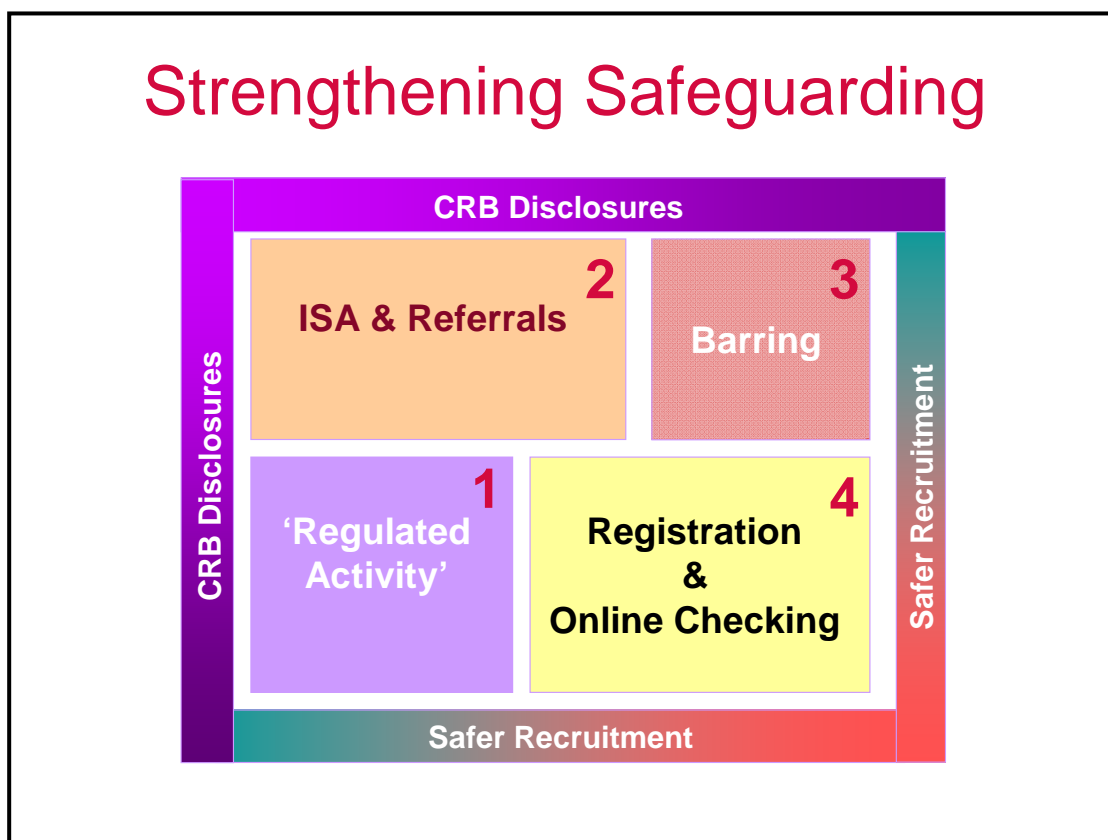 Strengthening Safeguarding
CRB Disclosures
CRB Disclosures
2
ISA & Referrals
3
Barring
Safer Recruitment
1
‘Regulated
Activity’
4
Registration
&
Online Checking
Safer Recruitment